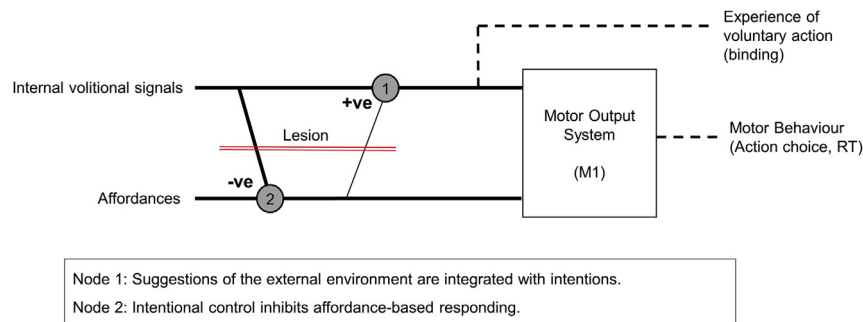 Experience of
voluntary action
(binding)
Internal volitional signals
1
+ve
Lesion
Motor Output
System
(M1)
Motor Behaviour
(Action choice, RT)
-ve
Affordances
2
Node 1: Suggestions of the external environment are integrated with intentions.
Node 2: Intentional control inhibits affordance-based responding.